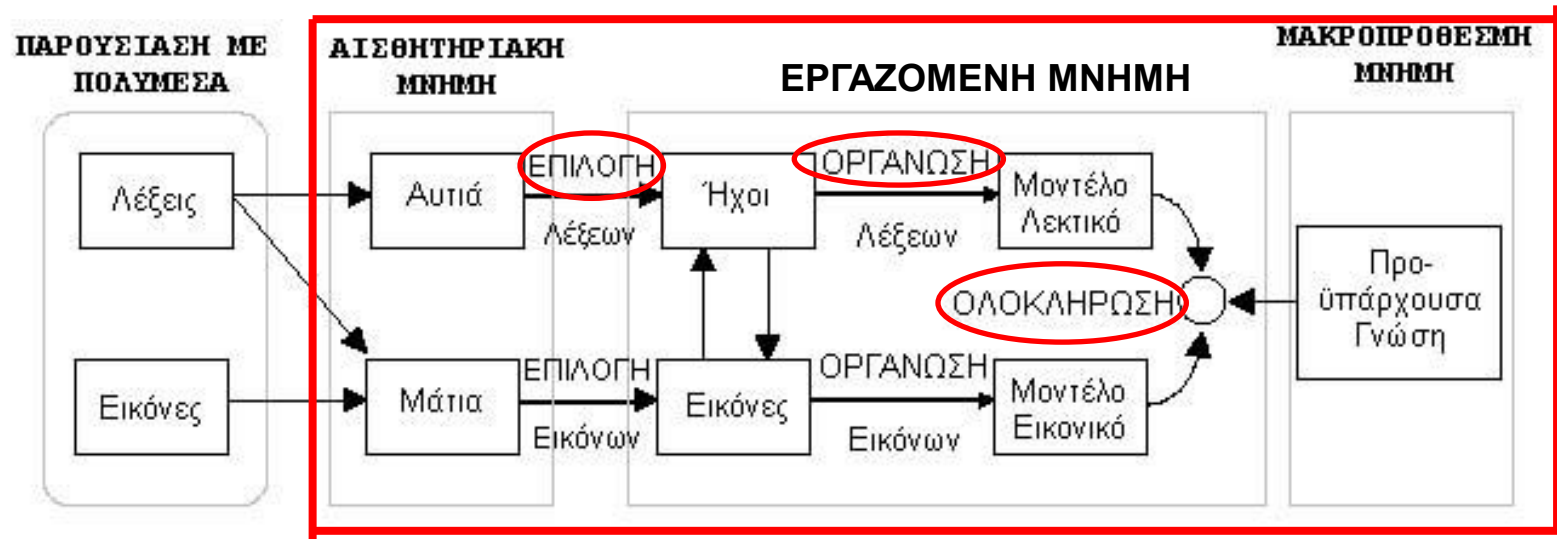 ΠΑΡΟΥΣΙΑΣΗ ΜΕ
ΠΟΛΥΜΕΣΑ
ΑΙΣΘΗΤΗΡΙΑΚΗ
ΜΝΗΜΗ
ΕΡΓΑΖΟΜΕΝΗ ΜΝΗΜΗ
ΜΑΚΡΟΠΡΟΘΕΣΜΗ
ΜΝΗΜΗ
Λέξεις
Αυτιά
ΕΠΙΛΟΓΗ
Λέξεων
Ήχοι
ΟΡΓΑΝΩΣΗ
Λέξεων
Μοντέλο
Λεκτικό
ΟΛΟΚΛΗΡΩΣΗ
Προ-
ϋπάρχουσα
Γνώση
Εικόνες
Μάτια
ΕΠΙΛΟΓΗ
Εικόνων
Εικόνες
ΟΡΓΑΝΩΣΗ
Εικόνων
Μοντέλο
Εικονικό